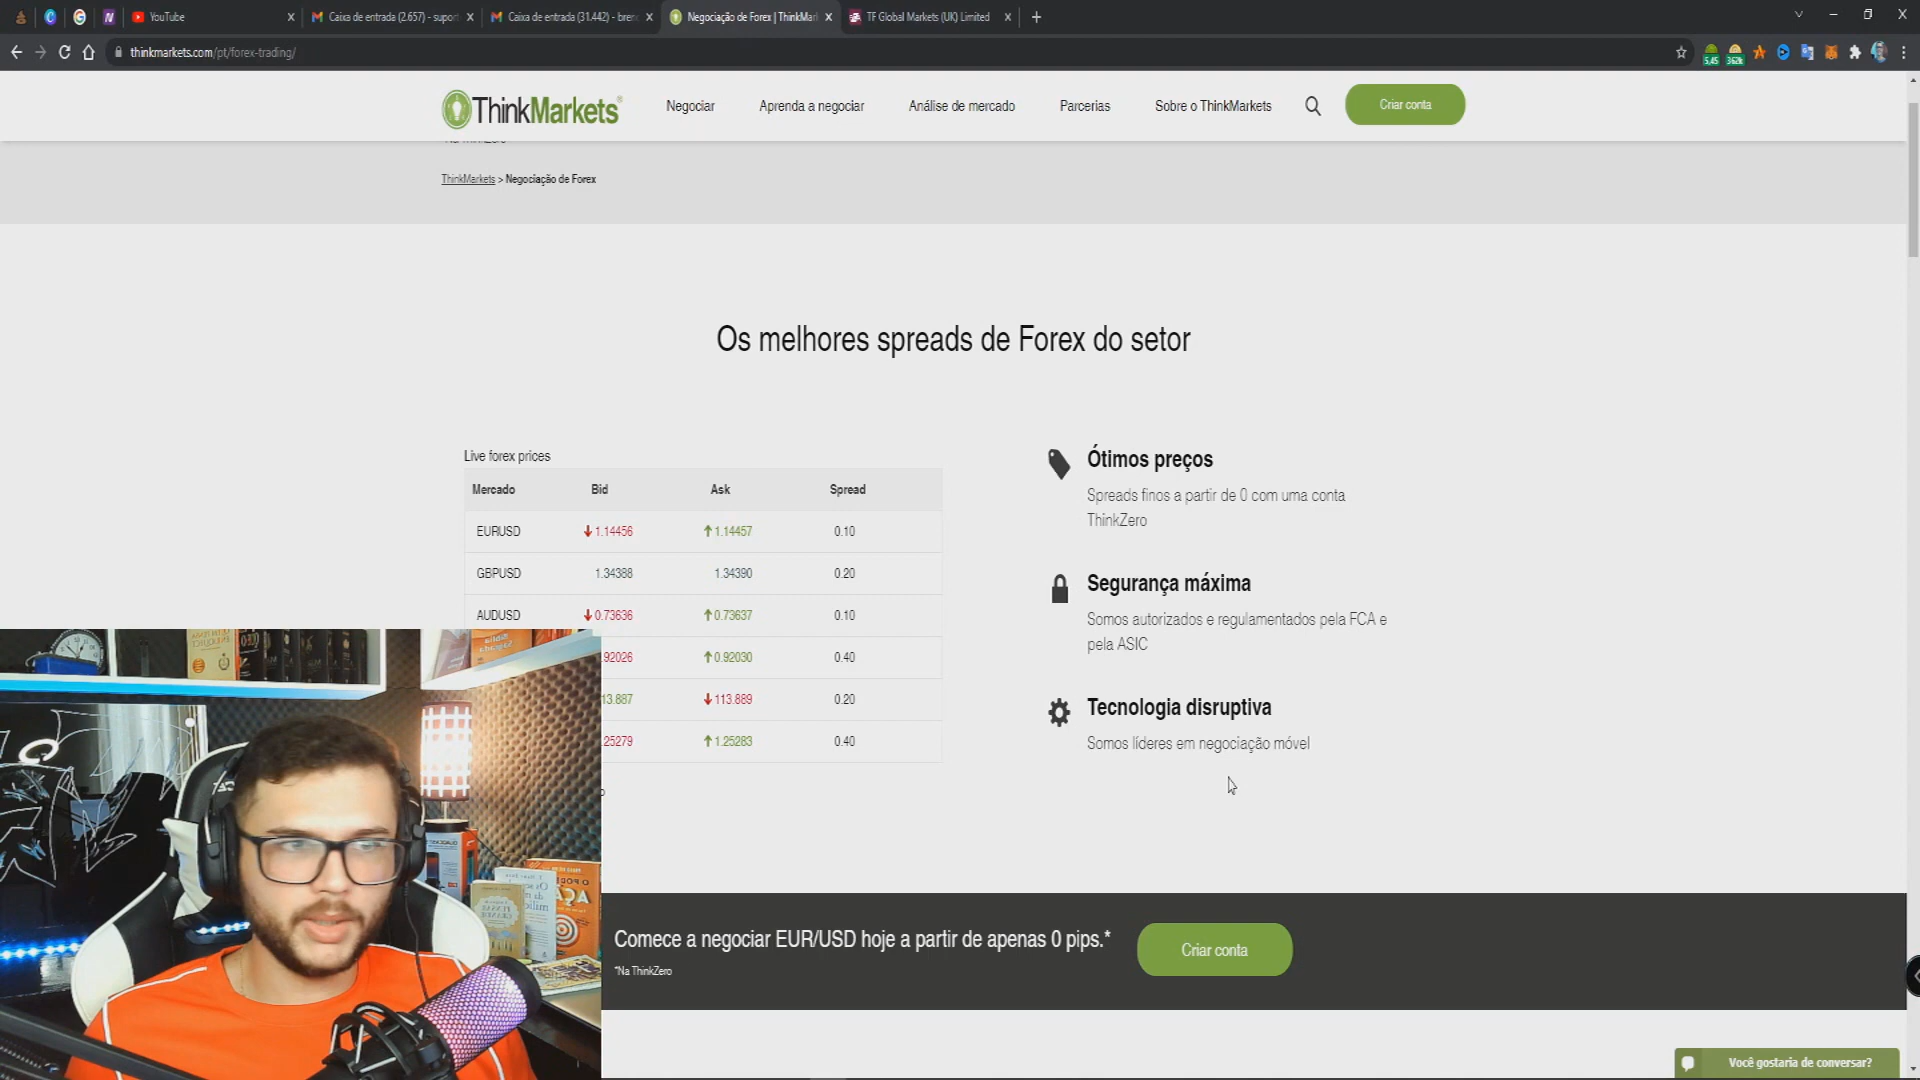 YouTube
Caixa de entrada (2.657) - supor
Caixa de entrada (31.442) - bren
Negociação de Forex | ThinkMar
TF Global Markets (UK) Limited
thinkmarkets.com/pt/forex-trading/
5,45
362k
ThinkMarkets
Negociar
Aprenda a negociar
Análise de mercado
Parcerias
Sobre o ThinkMarkets
Criar conta
ThinkMarkets > Negociação de Forex
Os melhores spreads de Forex do setor
Live forex prices
Mercado Bid Ask Spread
EURUSD 1.14456 1.14457 0.10
GBPUSD 1.34388 1.34390 0.20
AUDUSD 0.73636 0.73637 0.10
.92026 0.92030 0.40
13.887 113.889 0.20
.25279 1.25283 0.40
Ótimos preços
Spreads finos a partir de 0 com uma conta
ThinkZero
Segurança máxima
Somos autorizados e regulamentados pela FCA e
pela ASIC
Tecnologia disruptiva
Somos líderes em negociação móvel
Comece a negociar EUR/USD hoje a partir de apenas 0 pips.*
*Na ThinkZero
Criar conta
Você gostaria de conversar?